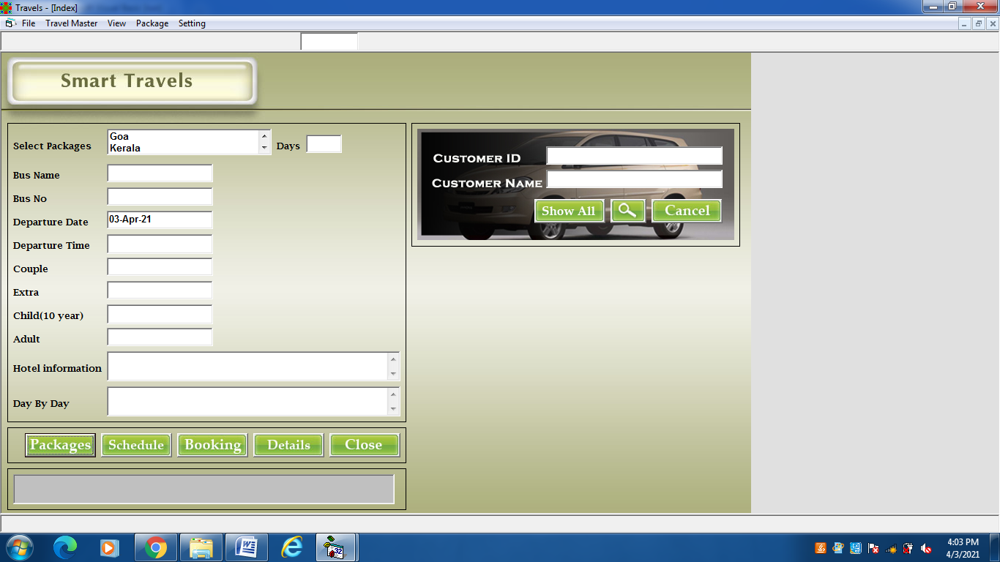 Travels - [Index]
File Travel Master View Package Setting
Smart Travels
Select Packages
Goa
Kerala
Days
Bus Name
Bus No
Departure Date 03-Apr-21
Departure Time
Couple
Extra
Child(10 year)
Adult
Hotel information
Day By Day
Packages Schedule Booking Details Close
CUSTOMER ID
CUSTOMER NAME
Show All Cancel
4:03 PM
4/3/2021